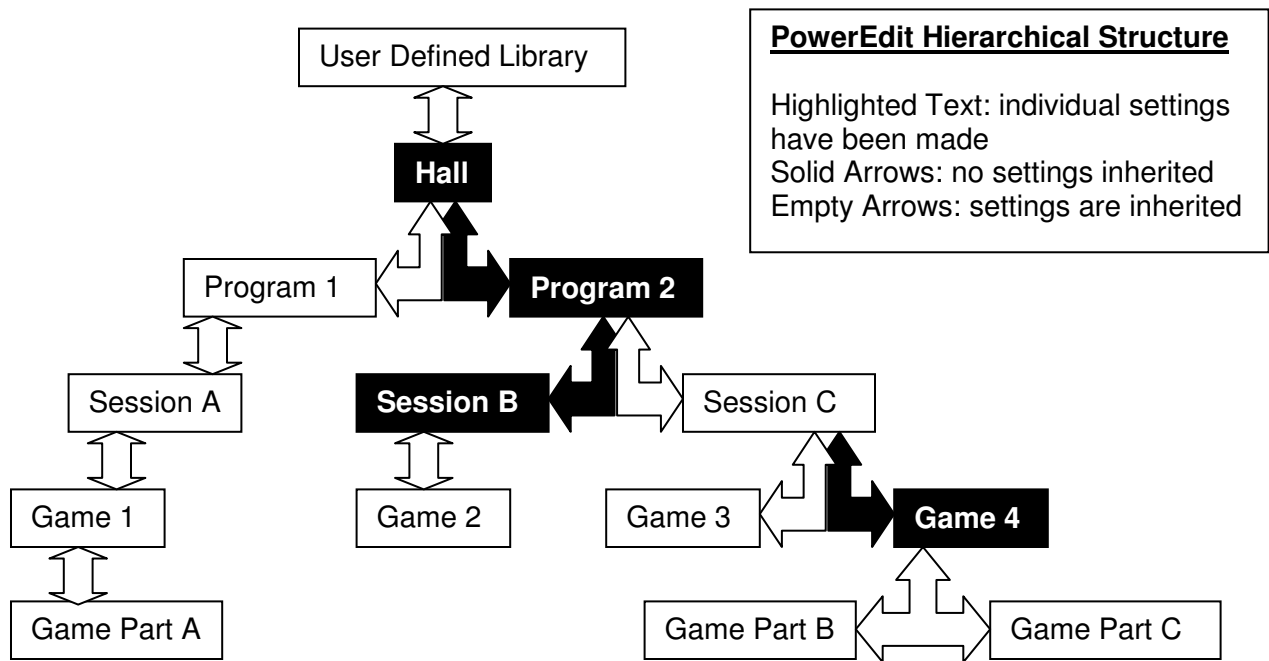 User Defined Library
PowerEdit Hierarchical Structure
Highlighted Text: individual settings
have been made
Solid Arrows: no settings inherited
Empty Arrows: settings are inherited
Hall
Program 1
Program 2
Session A
Session B
Session C
Game 1
Game 2
Game 3
Game 4
Game Part A
Game Part B
Game Part C